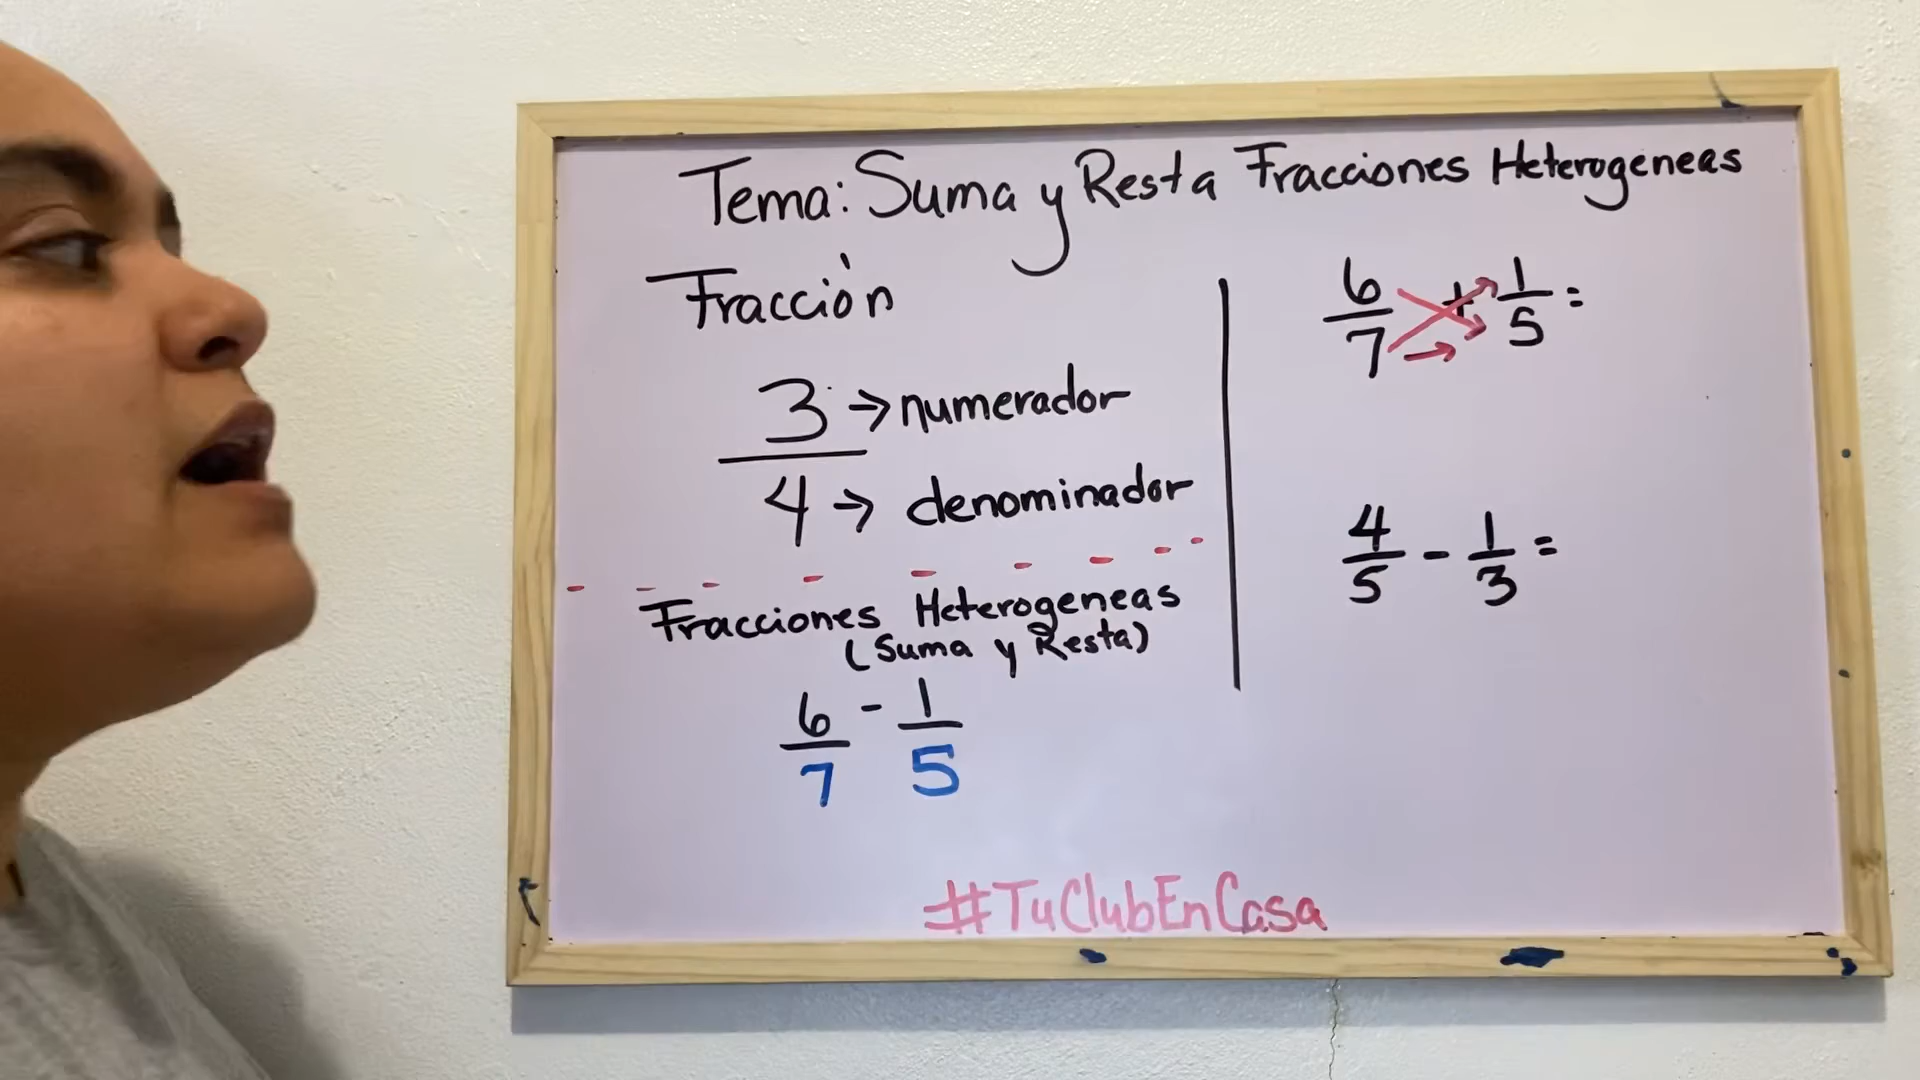 Tema: Suma y Resta Fracciones Heterogeneas
Fracción
3 → numerador
4 → denominador
Fracciones Heterogeneas
(Suma y Resta)
6/7 - 1/5
6/7 + 1/5 =
4/5 - 1/3 =
#TuClubEnCasa